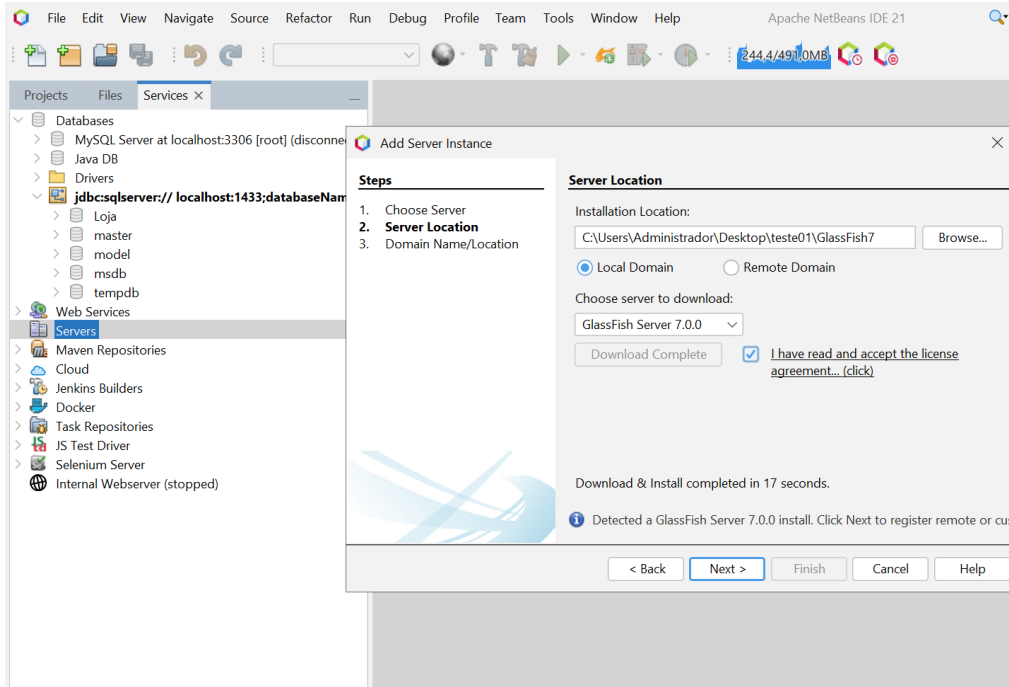 File Edit View Navigate Source Refactor Run Debug Profile Team Tools Window Help Apache NetBeans IDE 21
244,4/491,0MB
Projects Files Services
Databases
MySQL Server at localhost:3306 [root] (disconne
Java DB
Drivers
jdbc:sqlserver:// localhost:1433;databaseNam
Loja
master
model
msdb
tempdb
Web Services
Servers
Maven Repositories
Cloud
Jenkins Builders
Docker
Task Repositories
JS Test Driver
Selenium Server
Internal Webserver (stopped)
Add Server Instance
Steps
1. Choose Server
2. Server Location
3. Domain Name/Location
Server Location
Installation Location:
C:\Users\Administrador\Desktop\teste01\GlassFish7 Browse...
Local Domain Remote Domain
Choose server to download:
GlassFish Server 7.0.0
Download Complete I have read and accept the license
agreement... (click)
Download & Install completed in 17 seconds.
Detected a GlassFish Server 7.0.0 install. Click Next to register remote or cu
< Back Next > Finish Cancel Help